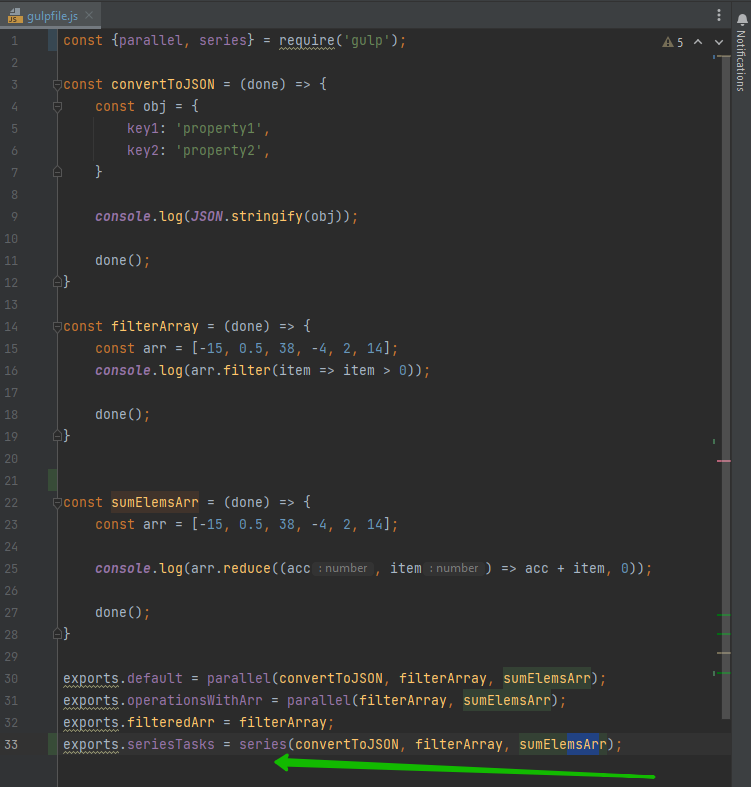 gulpfile.js
1 const {parallel, series} = require('gulp');
5
Notifications
2
3 const convertToJSON = (done) => {
4     const obj = {
5         key1: 'property1',
6         key2: 'property2',
7     }
8
9     console.log(JSON.stringify(obj));
10
11     done();
12 }
13
14 const filterArray = (done) => {
15     const arr = [-15, 0.5, 38, -4, 2, 14];
16     console.log(arr.filter(item => item > 0));
17
18     done();
19 }
20
21
22 const sumElemsArr = (done) => {
23     const arr = [-15, 0.5, 38, -4, 2, 14];
24
25     console.log(arr.reduce((acc : number , item : number ) => acc + item, 0));
26
27     done();
28 }
29
30 exports.default = parallel(convertToJSON, filterArray, sumElemsArr);
31 exports.operationsWithArr = parallel(filterArray, sumElemsArr);
32 exports.filteredArr = filterArray;
33 exports.seriesTasks = series(convertToJSON, filterArray, sumElemsArr);